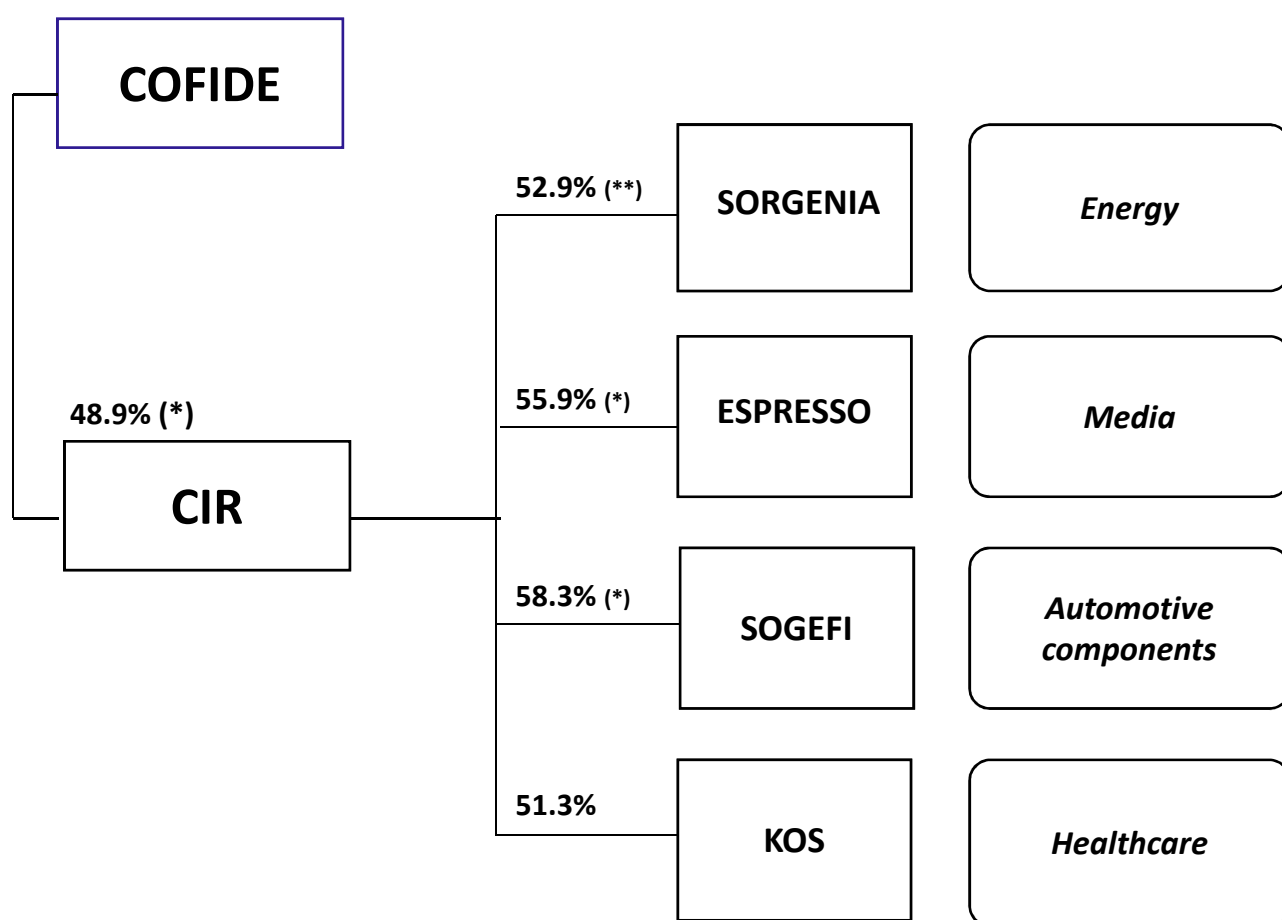 COFIDE
52.9% (**)
SORGENIA
Energy
55.9% (*)
ESPRESSO
Media
48.9% (*)
CIR
58.3% (*)
SOGEFI
Automotive
components
51.3%
KOS
Healthcare